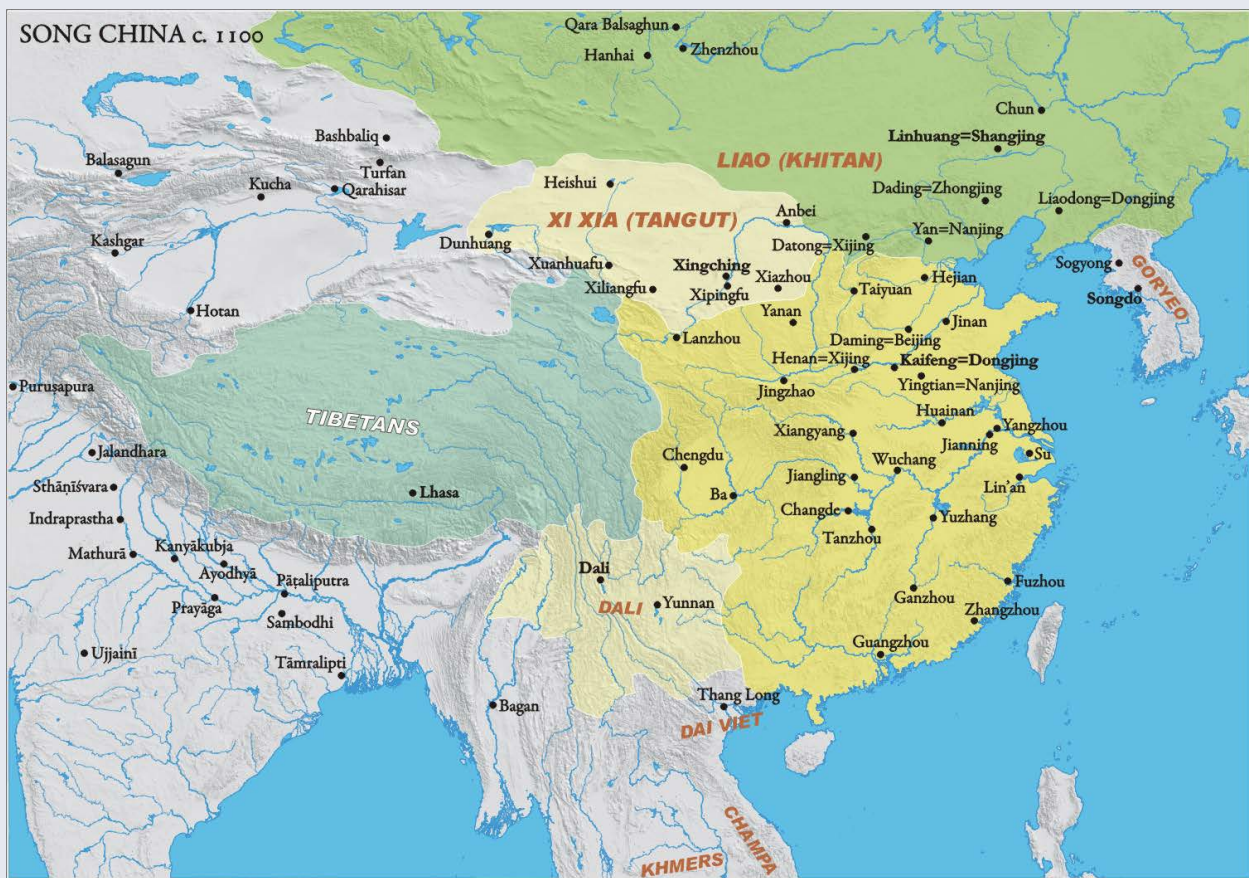 SONG CHINA c. 1100
Qara Balsaghun
Zhenzhou
Hanhai
Chun
Bashbaliq
Linhuang=Shangjing
Balasagun
Turfan
LIAO (KHITAN)
Kucha
Qarahisar
Heishui
Dading=Zhongjing
Liaodong=Dongjing
XI XIA (TANGUT)
Anbei
Kashgar
Dunhuang
Datong=Xijing
Yan=Nanjing
Xuanhuafu
Xingching
Xiazhou
Hejian
Sogyong
GORYEO
Xiliangfu
Xipingfu
Taiyuan
Songdo
Hotan
Yanan
Jinan
Lanzhou
Daming=Beijing
Henan=Xijing
Kaifeng=Dongjing
Puruṣapura
Jingzhao
Yingtian=Nanjing
TIBETANS
Huainan
Yangzhou
Xiangyang
Jianning
Jalandhara
Chengdu
Wuchang
Su
Sthāṇīśvara
Lhasa
Ba
Jiangling
Lin'an
Indraprastha
Changde
Yuzhang
Tanzhou
Mathurā
Kanyākubja
Ayodhyā
Dali
Pāṭaliputra
Fuzhou
Prayāga
DALI
Yunnan
Ganzhou
Sambodhi
Zhangzhou
Ujjainī
Guangzhou
Tāmralipti
Bagan
Thang Long
DAI VIET
CHAMPA
KHMERS